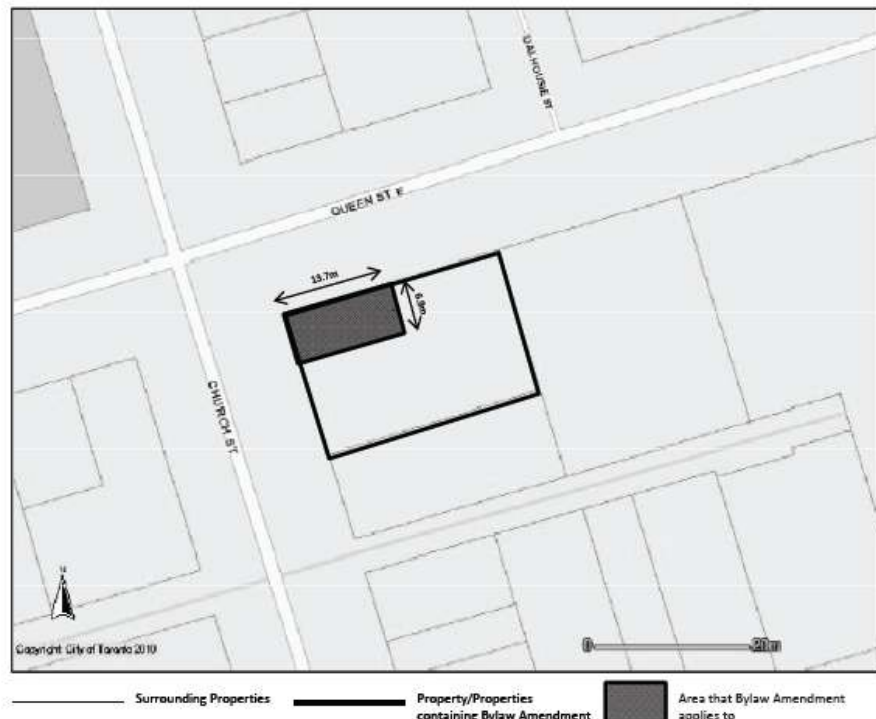 DALHOUSIE ST
QUEEN ST E
13.7m
6.9m
CHURCH ST
N
Copyright: City of Toronto 2010
0 20m
Surrounding Properties
Property/Properties
containing Bylaw Amendment
Area that Bylaw Amendment
applies to